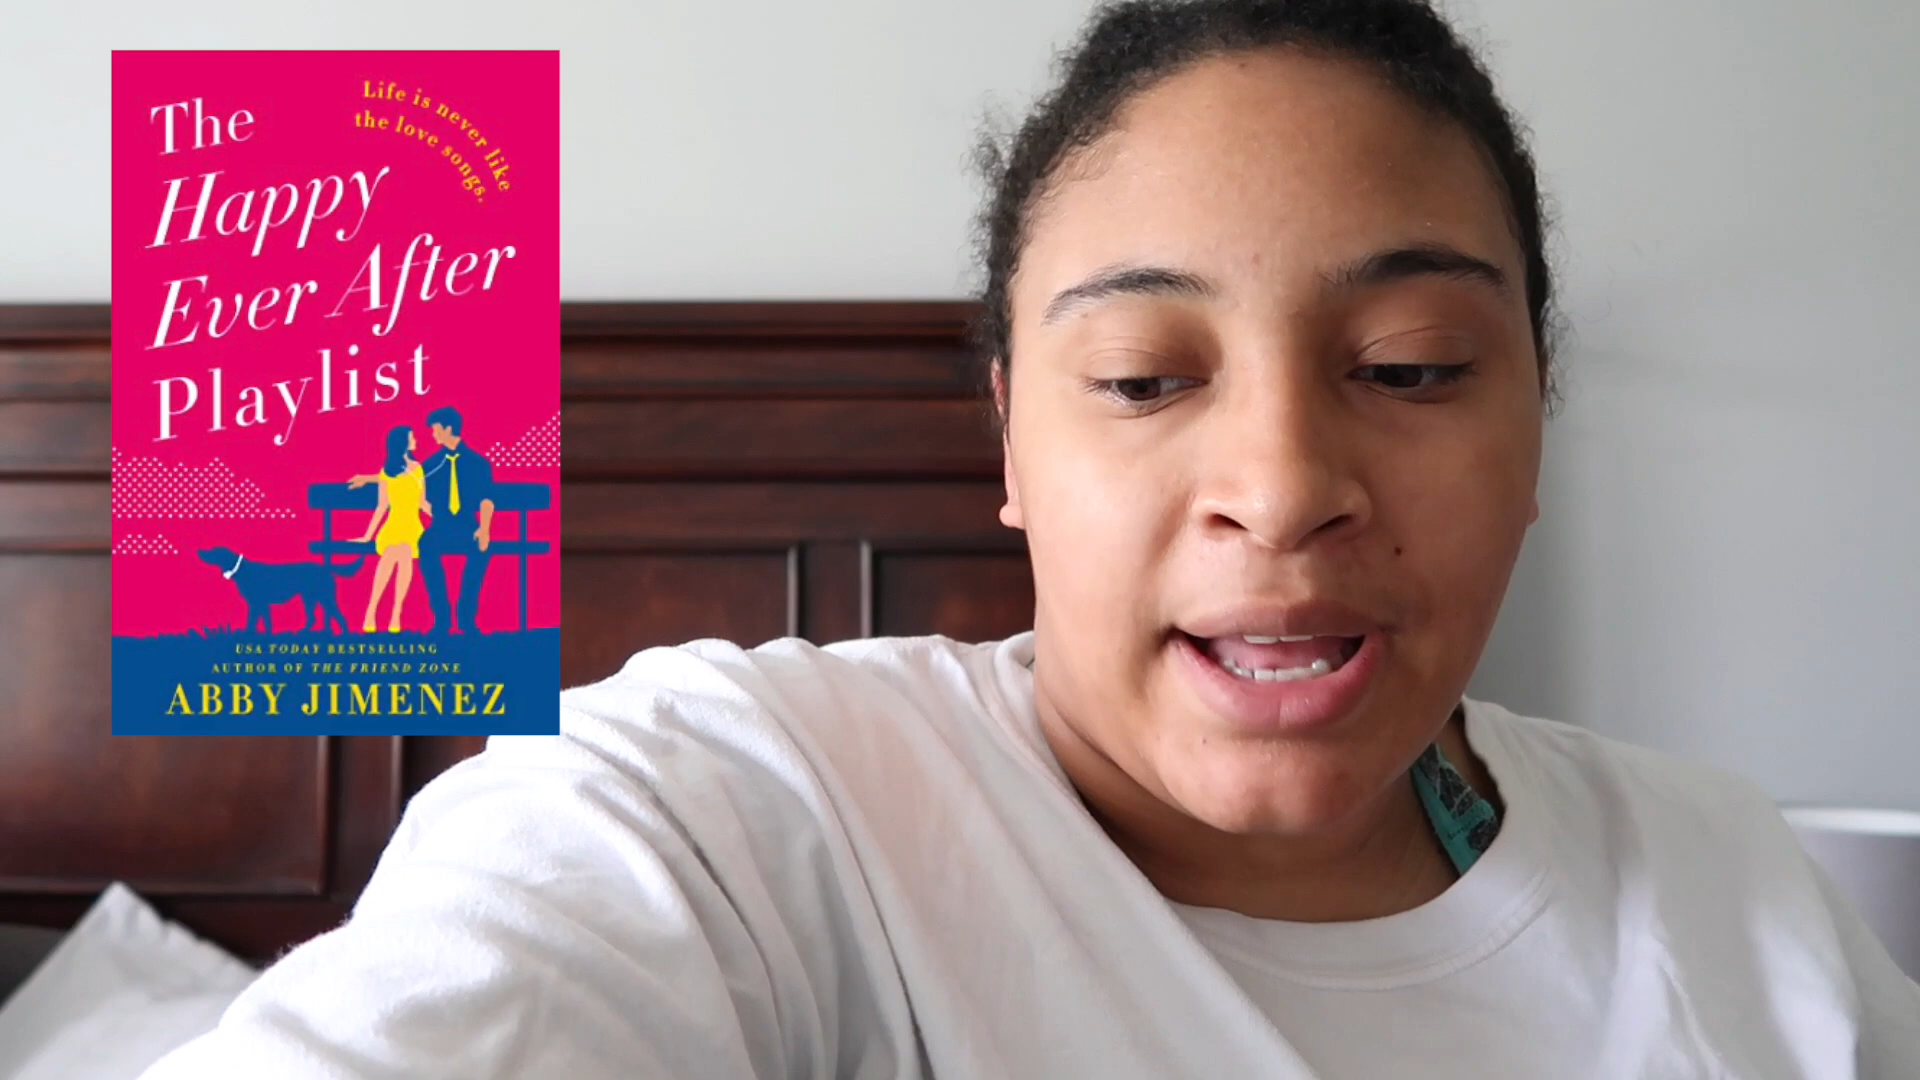 The
Happy
Ever After
Playlist
Life is never like
the love songs.
USA TODAY BESTSELLING
AUTHOR OF THE FRIEND ZONE
ABBY JIMENEZ